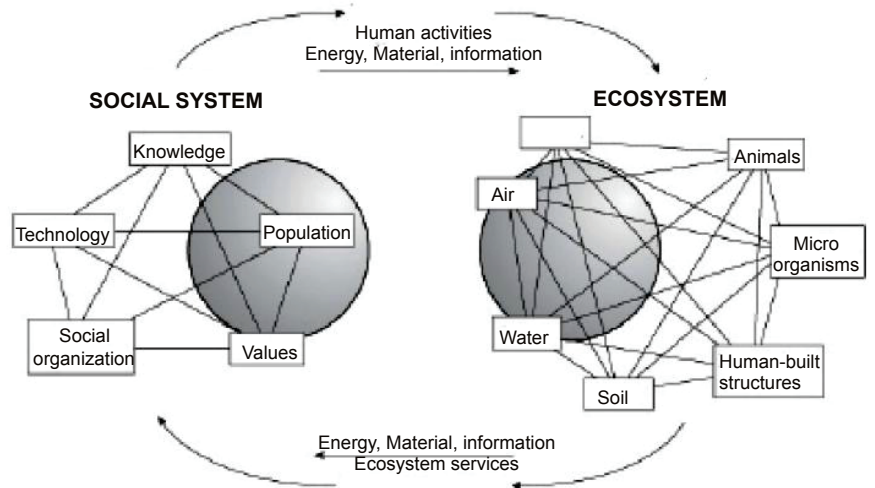 Human activities
Energy, Material, information
SOCIAL SYSTEM
ECOSYSTEM
Knowledge
Technology
Population
Social
organization
Values
Animals
Air
Micro
organisms
Water
Human-built
structures
Soil
Energy, Material, information
Ecosystem services